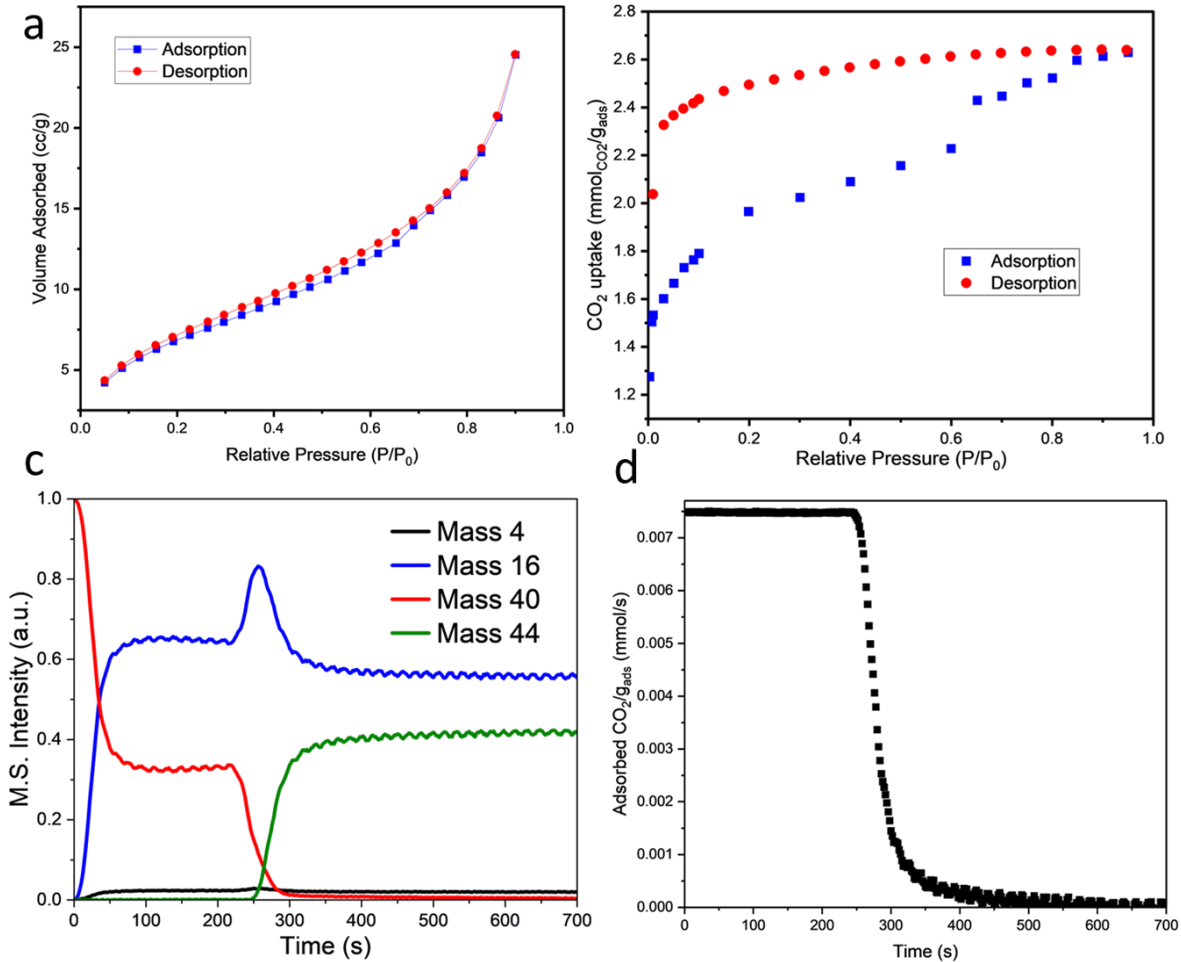 a
Adsorption
Desorption
25
20
15
10
5
0.0 0.2 0.4 0.6 0.8 1.0
Volume Adsorbed (cc/g)
Relative Pressure (P/P0)
2.8
2.6
2.4
2.2
2.0
1.8
1.6
1.4
1.2
0.0 0.2 0.4 0.6 0.8 1.0
CO2 uptake (mmolCO2/gads)
Adsorption
Desorption
Relative Pressure (P/P0)
c
1.0
0.8
0.6
0.4
0.2
0.0
0 100 200 300 400 500 600 700
M.S. Intensity (a.u.)
Mass 4
Mass 16
Mass 40
Mass 44
Time (s)
d
0.007
0.006
0.005
0.004
0.003
0.002
0.001
0.000
0 100 200 300 400 500 600 700
Adsorbed CO2/gads (mmol/s)
Time (s)